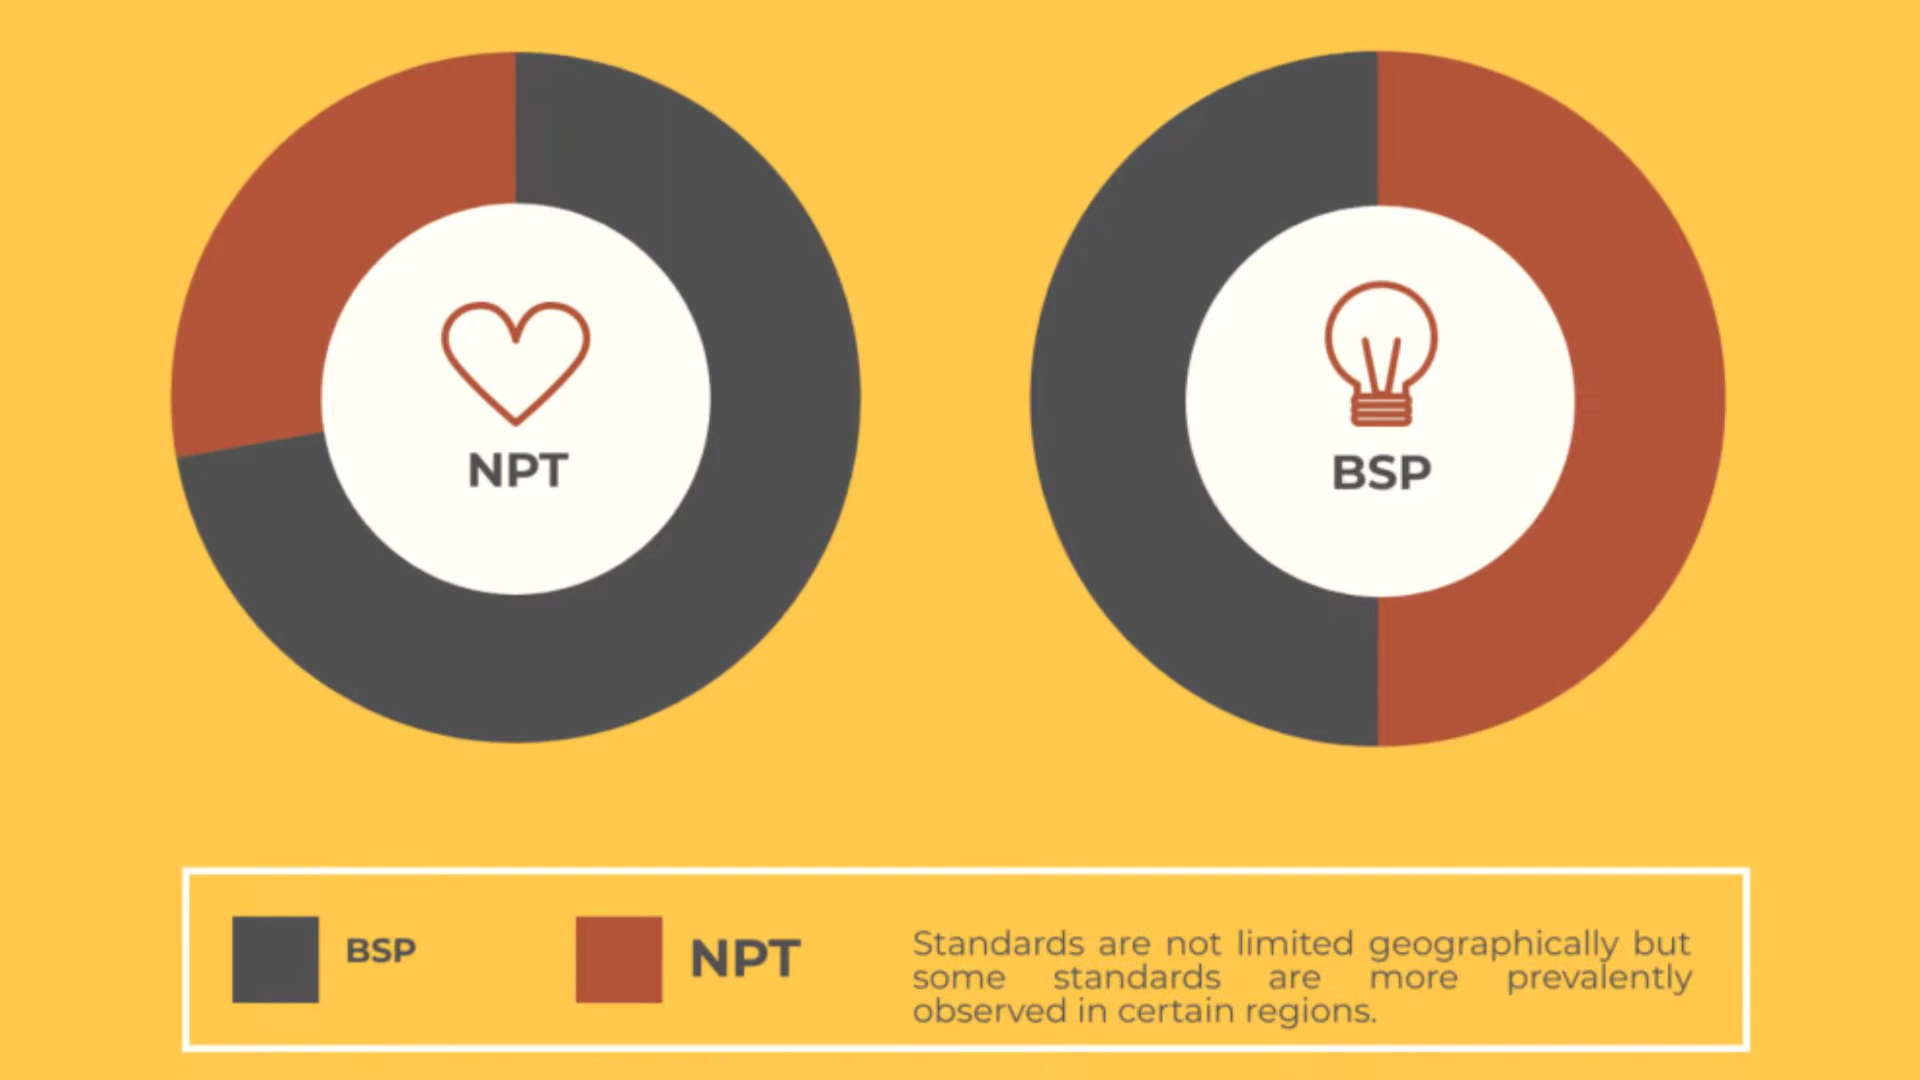 NPT
BSP
BSP
NPT
Standards are not limited geographically but
some standards are more prevalently
observed in certain regions.